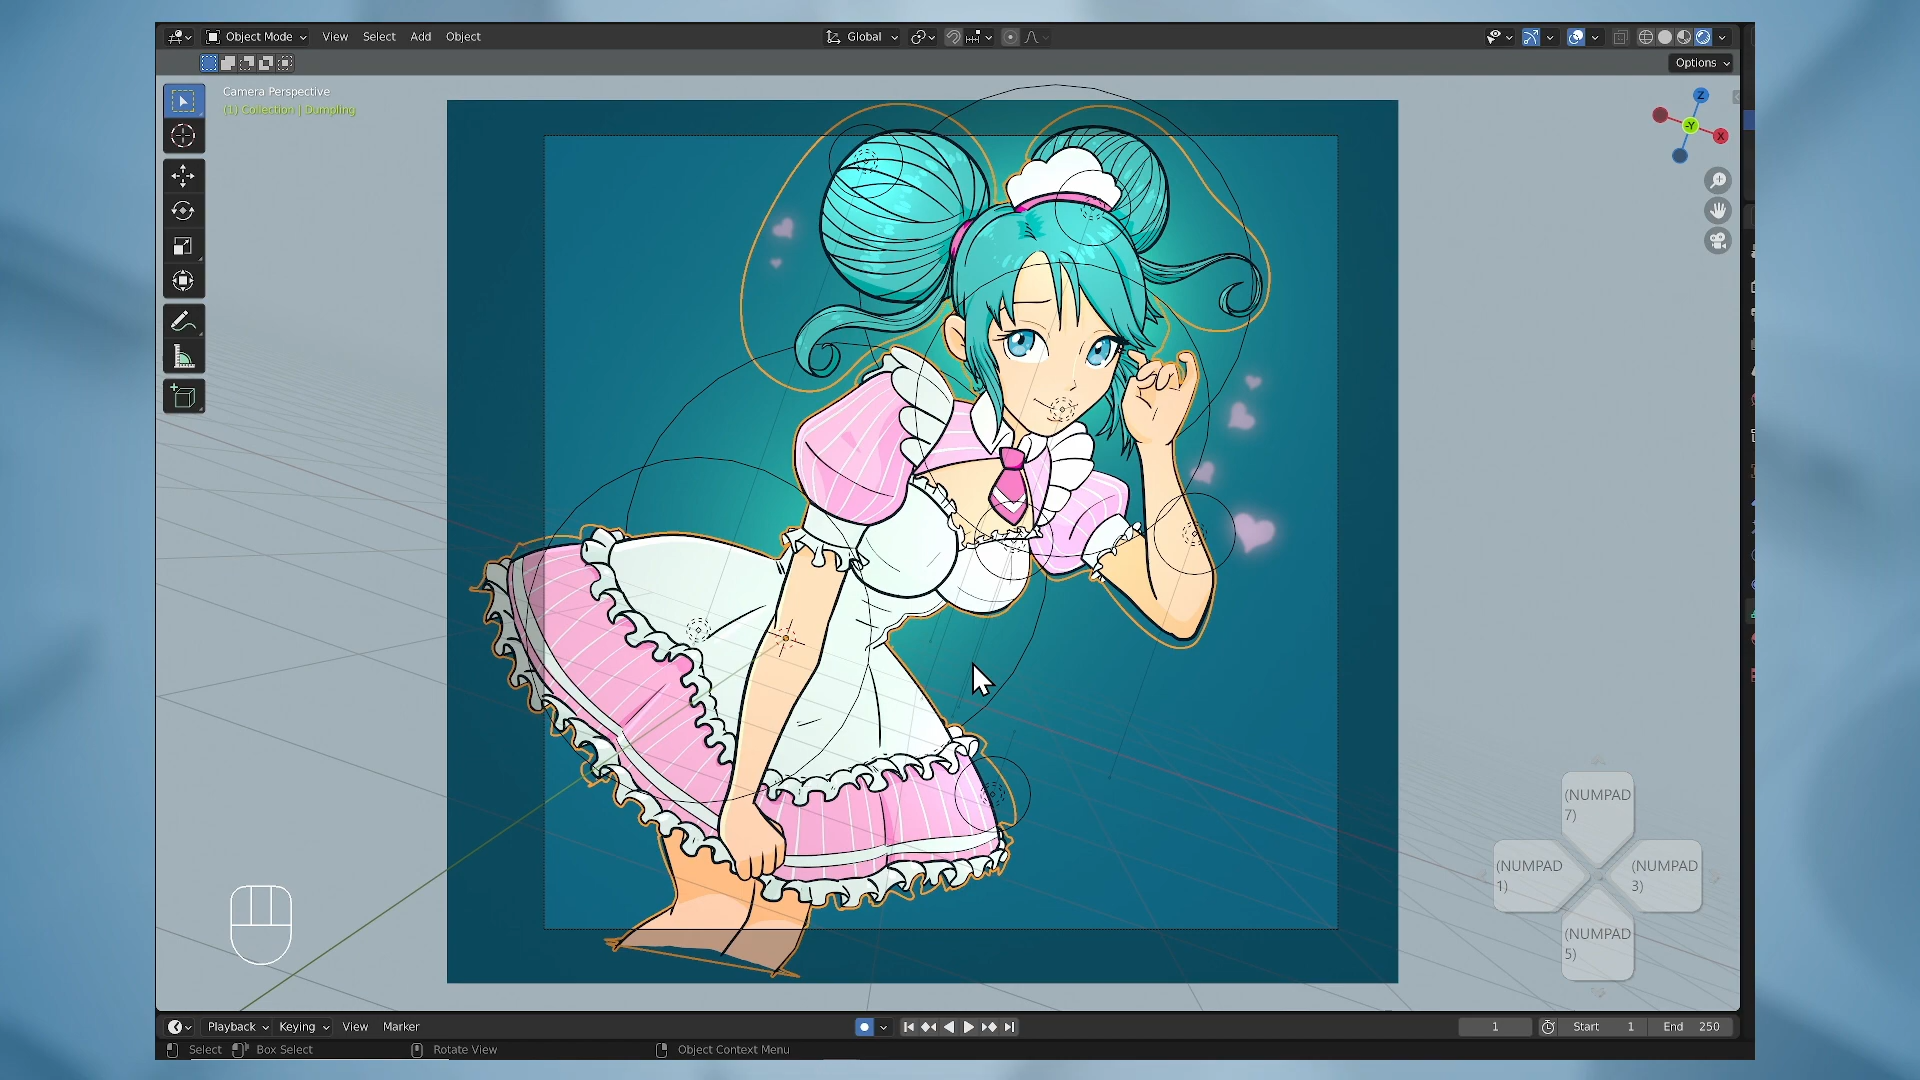 Object Mode View Select Add Object Global
Options
Camera Perspective
(1) Collection | Dumpling
Z
-Y
X
(NUMPAD
7)
(NUMPAD
1)
(NUMPAD
3)
(NUMPAD
5)
Playback Keying View Marker 1 Start 1 End 250
Select Box Select Rotate View Object Context Menu